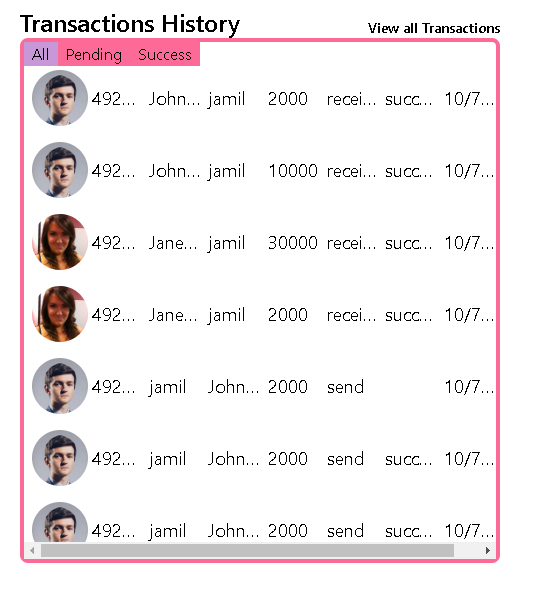 Transactions History
View all Transactions
All Pending Success
492... John... jamil 2000 recei... succ... 10/7...
492... John... jamil 10000 recei... succ... 10/7...
492... Jane... jamil 30000 recei... succ... 10/7...
492... Jane... jamil 2000 recei... succ... 10/7...
492... jamil John... 2000 send 10/7...
492... jamil John... 2000 send succ... 10/7...
492... jamil John... 2000 send succ... 10/7...